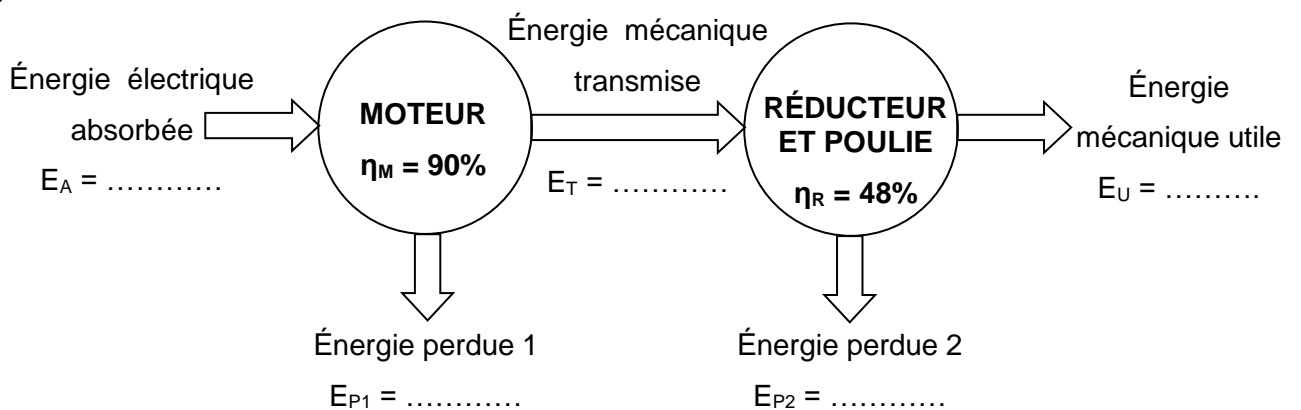 Énergie électrique
absorbée
E_A = …………
MOTEUR
η_M = 90%
Énergie mécanique
transmise
E_T = …………
RÉDUCTEUR
ET POULIE
η_R = 48%
Énergie
mécanique utile
E_U = ……….
Énergie perdue 1
E_P1 = …………
Énergie perdue 2
E_P2 = …………